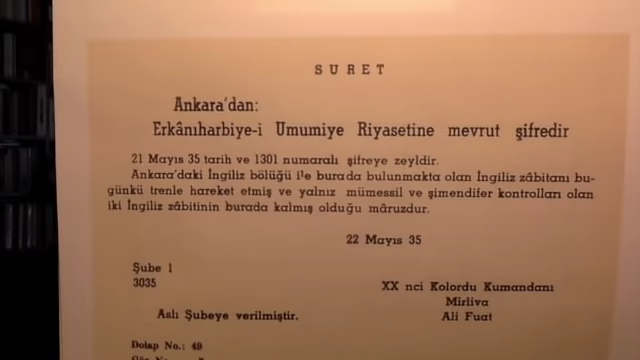 SURET
Ankara'dan:
Erkânıharbiye-i Umumiye Riyasetine mevrut şifredir
21 Mayıs 35 tarih ve 1301 numaralı şifreye zeyldir.
Ankara'daki İngiliz bölüğü ile burada bulunmakta olan İngiliz zâbitanı bu-
günkü trenle hareket etmiş ve yalnız mümessil ve şimendifer kontrolları olan
iki İngiliz zâbitinin burada kalmış olduğu mâruzdur.
22 Mayıs 35
Şube 1
3035
XX nci Kolordu Kumandanı
Mirliva
Ali Fuat
Aslı Şubeye verilmiştir.
Dolap No.: 49